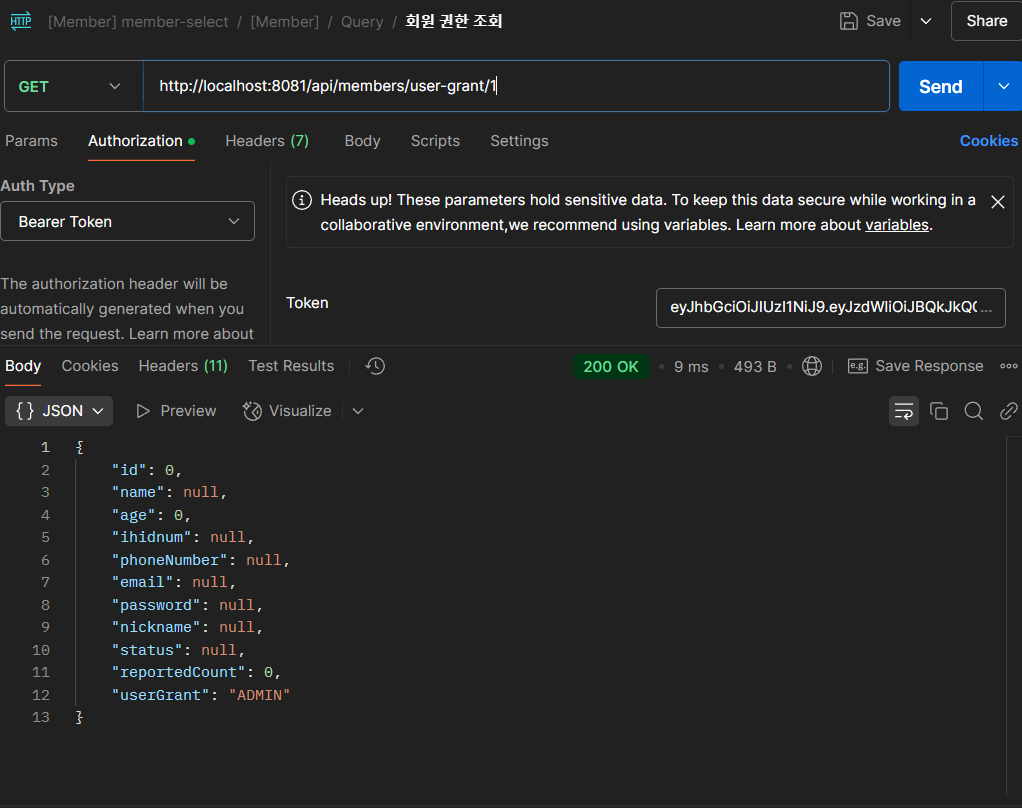 HTTP [Member] member-select / [Member] / Query / 회원 권한 조회 Save Share
GET http://localhost:8081/api/members/user-grant/1 Send
Params Authorization Headers (7) Body Scripts Settings Cookies
Auth Type
Bearer Token
The authorization header will be
automatically generated when you
send the request. Learn more about
Heads up! These parameters hold sensitive data. To keep this data secure while working in a
collaborative environment,we recommend using variables. Learn more about variables.
Token
Body Cookies Headers (11) Test Results 200 OK • 9 ms • 493 B • e.g. Save Response
{} JSON Preview Visualize
1 {
2 "id": 0,
3 "name": null,
4 "age": 0,
5 "ihidnum": null,
6 "phoneNumber": null,
7 "email": null,
8 "password": null,
9 "nickname": null,
10 "status": null,
11 "reportedCount": 0,
12 "userGrant": "ADMIN"
13 }